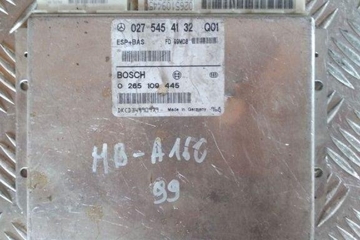 027 545 41 32 Q01
ESP+BAS
BOSCH
0 265 109 445
Made in Germany
MB-A160
99